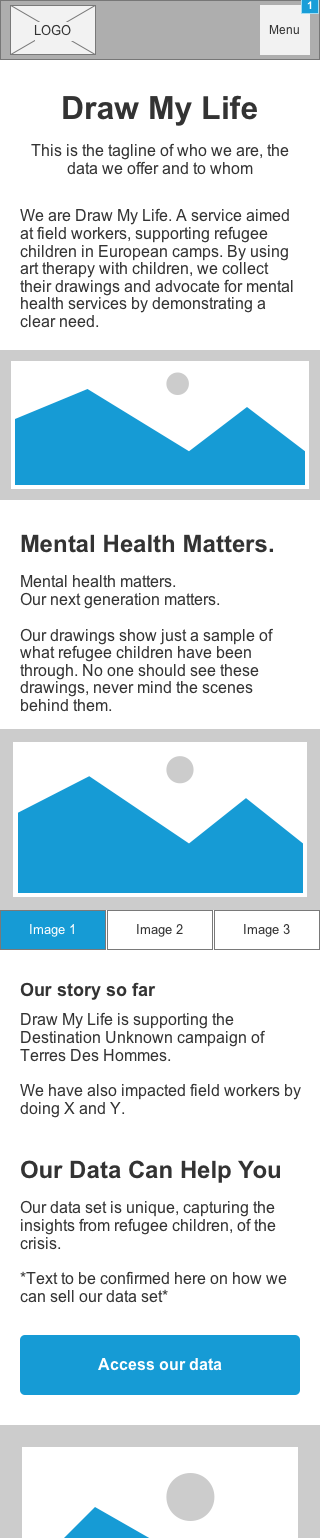 LOGO
Menu
1
Draw My Life
This is the tagline of who we are, the
data we offer and to whom
We are Draw My Life. A service aimed
at field workers, supporting refugee
children in European camps. By using
art therapy with children, we collect
their drawings and advocate for mental
health services by demonstrating a
clear need.
Mental Health Matters.
Mental health matters.
Our next generation matters.
Our drawings show just a sample of
what refugee children have been
through. No one should see these
drawings, never mind the scenes
behind them.
Image 1
Image 2
Image 3
Our story so far
Draw My Life is supporting the
Destination Unknown campaign of
Terres Des Hommes.
We have also impacted field workers by
doing X and Y.
Our Data Can Help You
Our data set is unique, capturing the
insights from refugee children, of the
crisis.
*Text to be confirmed here on how we
can sell our data set*
Access our data